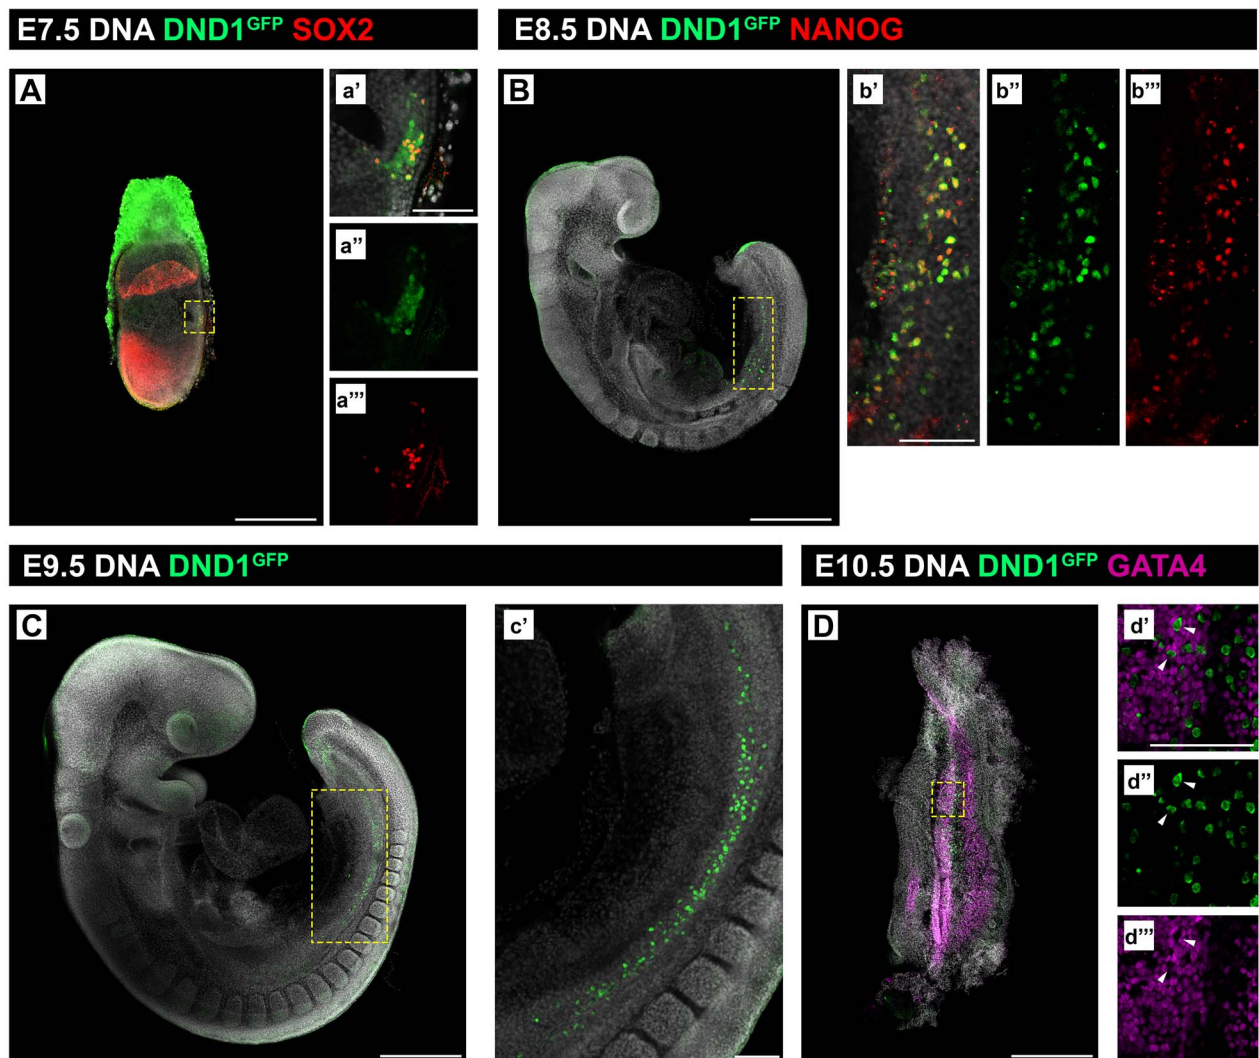 E7.5 DNA DND1ᴳᶠᴾ SOX2
E8.5 DNA DND1ᴳᶠᴾ NANOG
A
a'
a''
a'''
B
b'
b''
b'''
E9.5 DNA DND1ᴳᶠᴾ
E10.5 DNA DND1ᴳᶠᴾ GATA4
C
c'
D
d'
d''
d'''